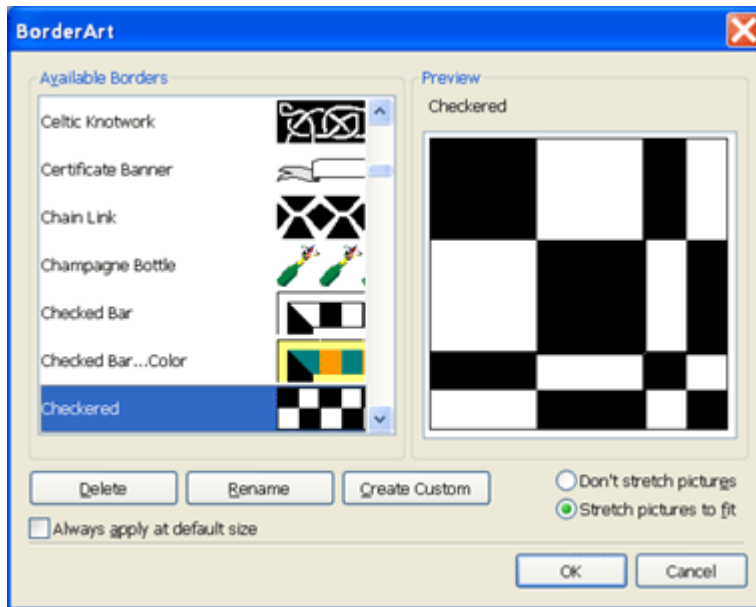 BorderArt
Available Borders
Celtic Knotwork
Certificate Banner
Chain Link
Champagne Bottle
Checked Bar
Checked Bar...Color
Checkered
Preview
Checkered
Delete
Rename
Create Custom
Don't stretch pictures
Stretch pictures to fit
Always apply at default size
OK
Cancel